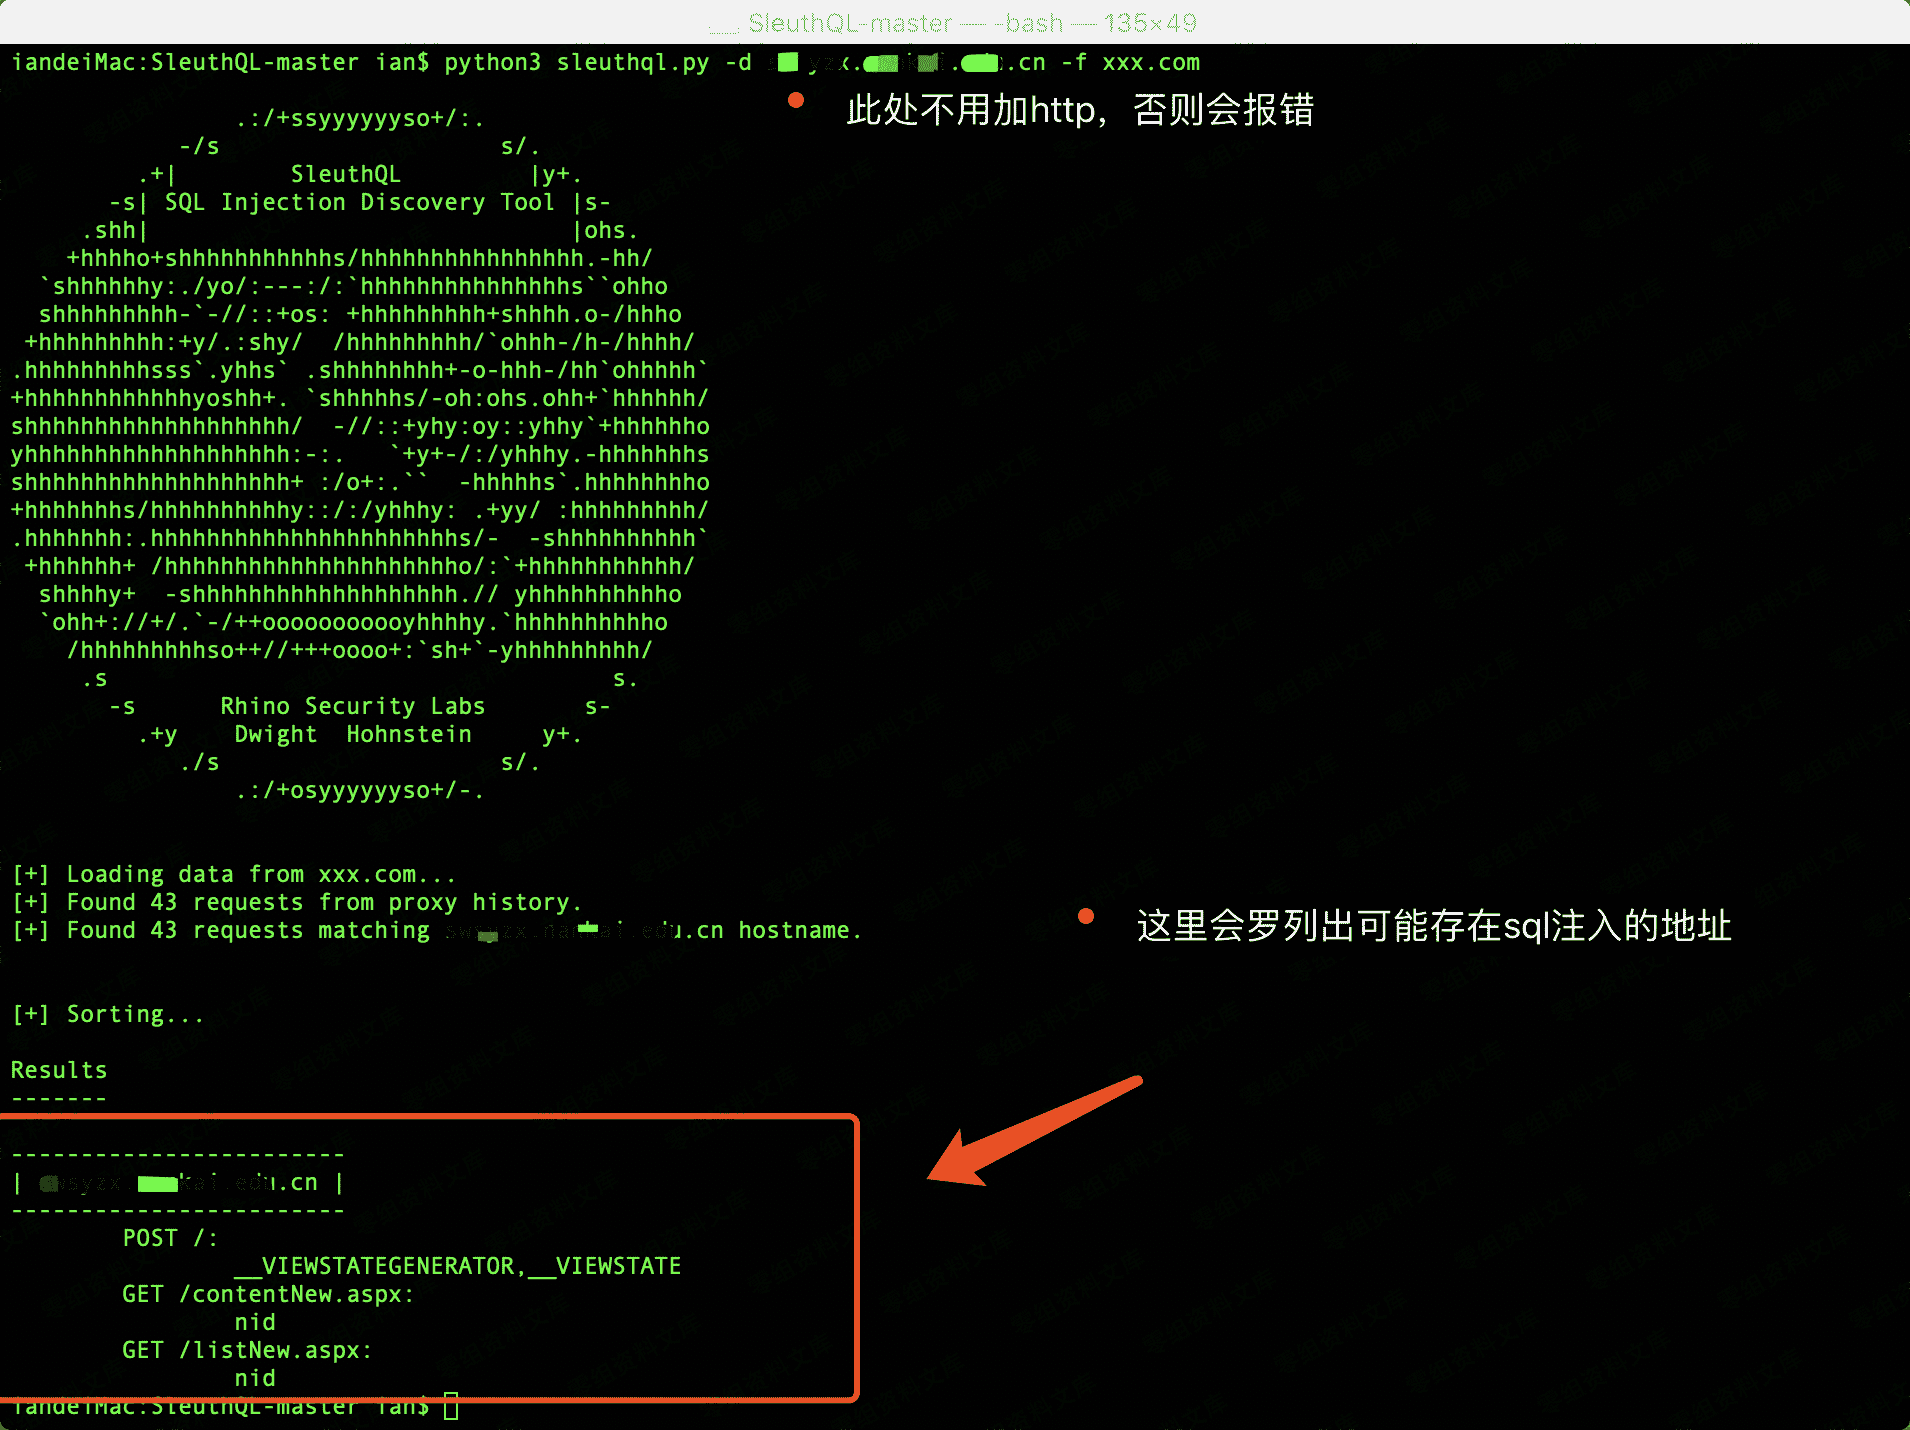 SleuthQL-master — -bash — 135×49
iandeiMac:SleuthQL-master ian$ python3 sleuthql.py -d .cn -f xxx.com
此处不用加http，否则会报错
.:/+ssyyyyyyso+/:.
-/s                    s/.
.+|        SleuthQL         |y+.
-s| SQL Injection Discovery Tool |s-
.shh|                              |ohs.
+hhhho+shhhhhhhhhhhs/hhhhhhhhhhhhhhhh.-hh/
`shhhhhhy:./yo/:---:/:`hhhhhhhhhhhhhhhs``ohho
shhhhhhhhh-`-//::+os: +hhhhhhhhh+shhhh.o-/hhho
+hhhhhhhhh:+y/.:shy/  /hhhhhhhhh/`ohhh-/h-/hhhh/
.hhhhhhhhhsss`.yhhs` .shhhhhhhh+-o-hhh-/hh`ohhhhh`
+hhhhhhhhhhhhyoshh+. `shhhhhs/-oh:ohs.ohh+`hhhhhh/
shhhhhhhhhhhhhhhhhhh/  -//::+yhy:oy::yhhy`+hhhhhho
yhhhhhhhhhhhhhhhhhhh:-:.   `+y+-/:/yhhhy.-hhhhhhhs
shhhhhhhhhhhhhhhhhhh+ :/o+:.``  -hhhhhs`.hhhhhhhho
+hhhhhhhs/hhhhhhhhhhy::/:/yhhhy: .+yy/ :hhhhhhhhh/
.hhhhhhh:.hhhhhhhhhhhhhhhhhhhhhhs/-  -shhhhhhhhhh`
+hhhhhh+ /hhhhhhhhhhhhhhhhhhhhho/:`+hhhhhhhhhhh/
shhhhy+  -shhhhhhhhhhhhhhhhhhh.// yhhhhhhhhhho
`ohh+://+/.`-/++ooooooooooyhhhhy.`hhhhhhhhhho
/hhhhhhhhhso++//+++oooo+:`sh+`-yhhhhhhhhh/
.s                                    s.
-s      Rhino Security Labs       s-
.+y    Dwight  Hohnstein     y+.
./s                    s/.
.:/+osyyyyyyso+/-.
[+] Loading data from xxx.com...
[+] Found 43 requests from proxy history.
[+] Found 43 requests matching u.cn hostname.
这里会罗列出可能存在sql注入的地址
[+] Sorting...
Results
-------
------------------------
| .cn |
------------------------
POST /:
__VIEWSTATEGENERATOR,__VIEWSTATE
GET /contentNew.aspx:
nid
GET /listNew.aspx:
nid
iandeiMac:SleuthQL-master ian$